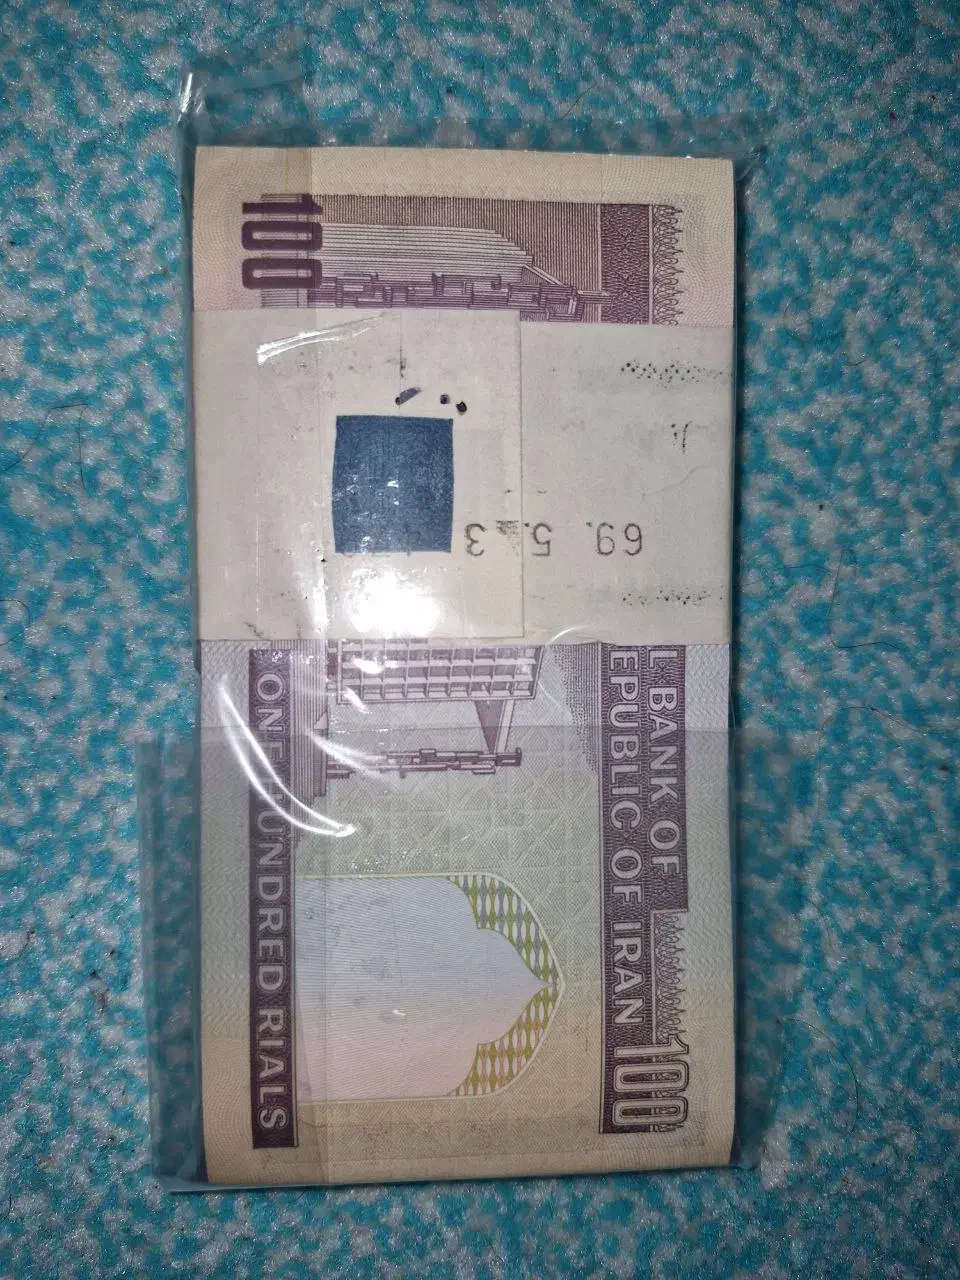 L BANK OF
EPUBLIC OF IRAN
100
100
ONE HUNDRED RIALS
69. 5. 3